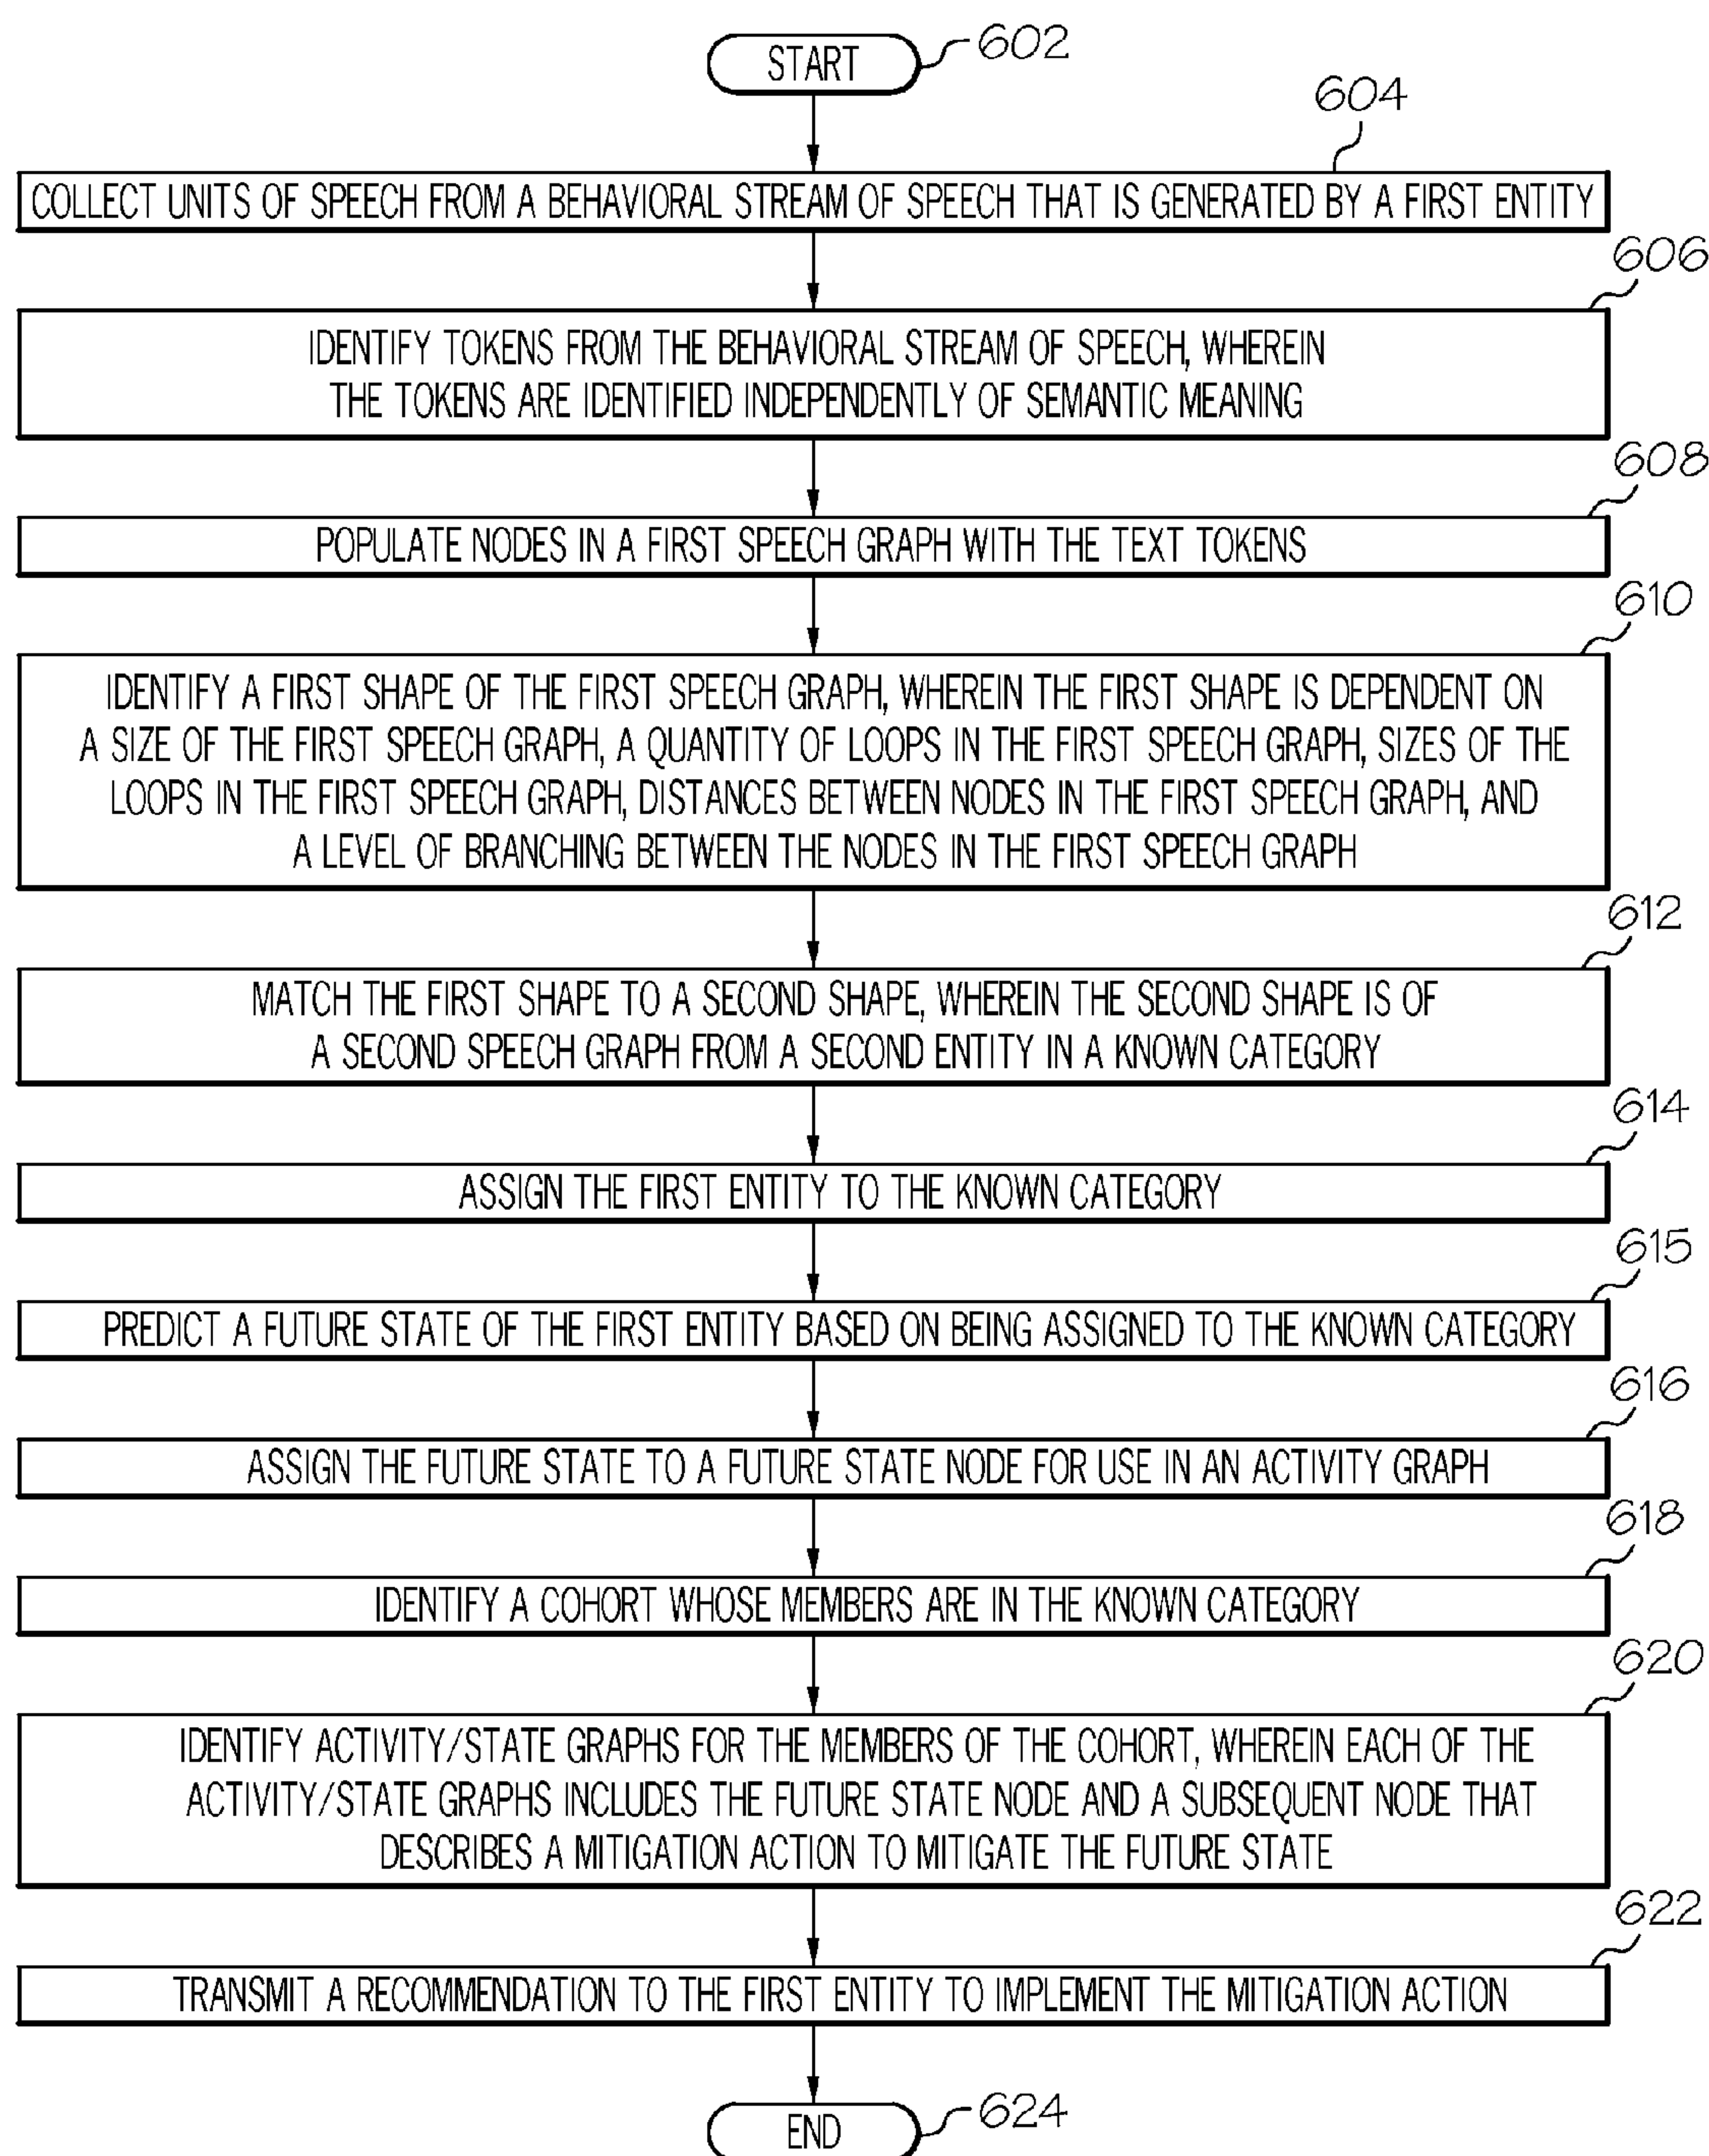 START
602
604
COLLECT UNITS OF SPEECH FROM A BEHAVIORAL STREAM OF SPEECH THAT IS GENERATED BY A FIRST ENTITY
606
IDENTIFY TOKENS FROM THE BEHAVIORAL STREAM OF SPEECH, WHEREIN
THE TOKENS ARE IDENTIFIED INDEPENDENTLY OF SEMANTIC MEANING
608
POPULATE NODES IN A FIRST SPEECH GRAPH WITH THE TEXT TOKENS
610
IDENTIFY A FIRST SHAPE OF THE FIRST SPEECH GRAPH, WHEREIN THE FIRST SHAPE IS DEPENDENT ON
A SIZE OF THE FIRST SPEECH GRAPH, A QUANTITY OF LOOPS IN THE FIRST SPEECH GRAPH, SIZES OF THE
LOOPS IN THE FIRST SPEECH GRAPH, DISTANCES BETWEEN NODES IN THE FIRST SPEECH GRAPH, AND
A LEVEL OF BRANCHING BETWEEN THE NODES IN THE FIRST SPEECH GRAPH
612
MATCH THE FIRST SHAPE TO A SECOND SHAPE, WHEREIN THE SECOND SHAPE IS OF
A SECOND SPEECH GRAPH FROM A SECOND ENTITY IN A KNOWN CATEGORY
614
ASSIGN THE FIRST ENTITY TO THE KNOWN CATEGORY
615
PREDICT A FUTURE STATE OF THE FIRST ENTITY BASED ON BEING ASSIGNED TO THE KNOWN CATEGORY
616
ASSIGN THE FUTURE STATE TO A FUTURE STATE NODE FOR USE IN AN ACTIVITY GRAPH
618
IDENTIFY A COHORT WHOSE MEMBERS ARE IN THE KNOWN CATEGORY
620
IDENTIFY ACTIVITY/STATE GRAPHS FOR THE MEMBERS OF THE COHORT, WHEREIN EACH OF THE
ACTIVITY/STATE GRAPHS INCLUDES THE FUTURE STATE NODE AND A SUBSEQUENT NODE THAT
DESCRIBES A MITIGATION ACTION TO MITIGATE THE FUTURE STATE
622
TRANSMIT A RECOMMENDATION TO THE FIRST ENTITY TO IMPLEMENT THE MITIGATION ACTION
END
624